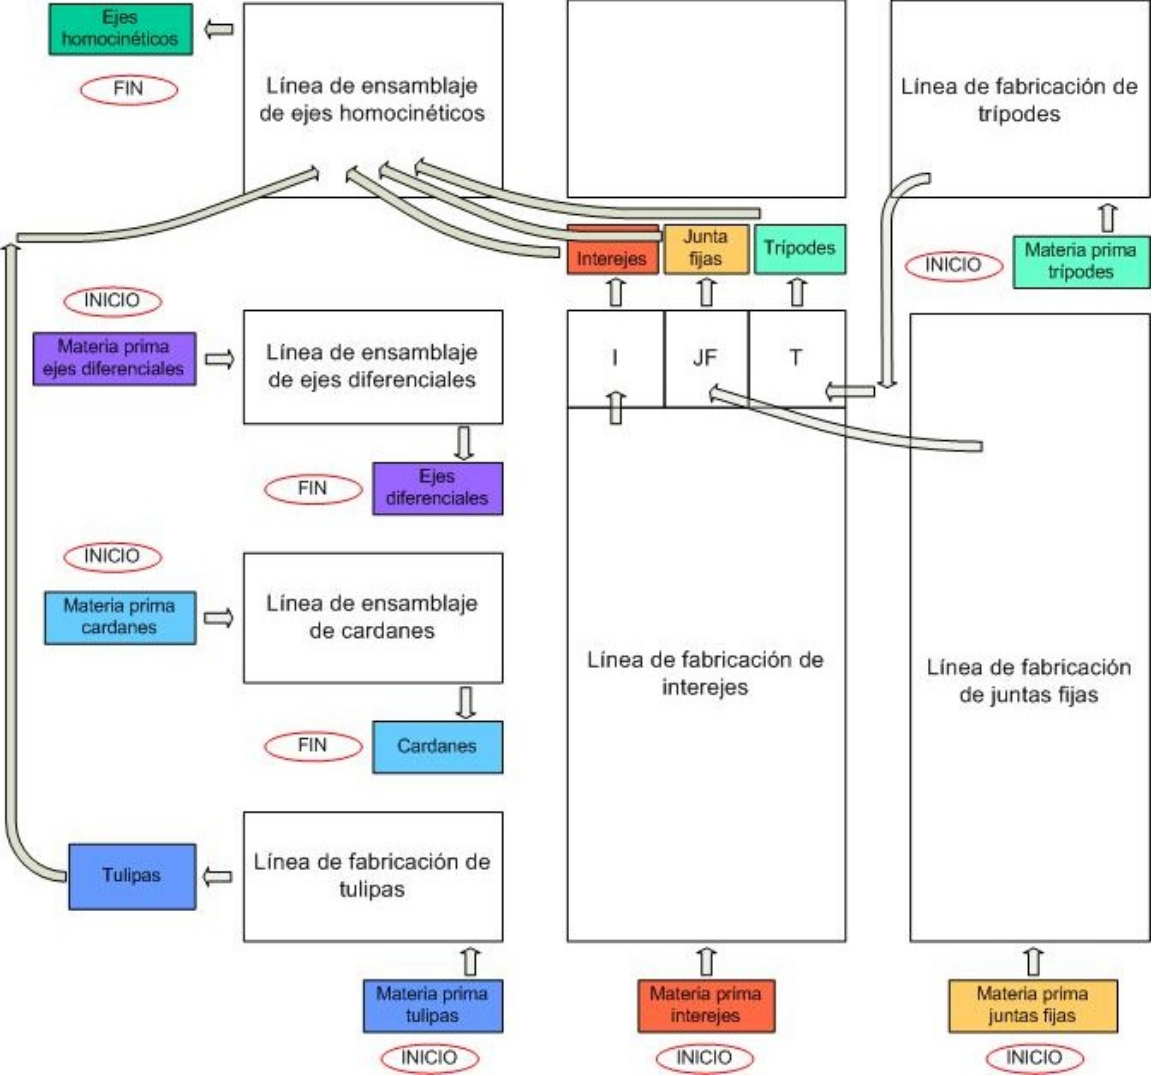 Ejes
homocinéticos
FIN
Línea de ensamblaje
de ejes homocinéticos
Línea de fabricación de
trípodes
Interejes
Junta
fijas
Trípodes
INICIO
Materia prima
trípodes
INICIO
Materia prima
ejes diferenciales
Línea de ensamblaje
de ejes diferenciales
I
JF
T
FIN
Ejes
diferenciales
INICIO
Materia prima
cardanes
Línea de ensamblaje
de cardanes
FIN
Cardanes
Línea de fabricación de
interejes
Línea de fabricación
de juntas fijas
Tulipas
Línea de fabricación de
tulipas
Materia prima
tulipas
INICIO
Materia prima
interejes
INICIO
Materia prima
juntas fijas
INICIO